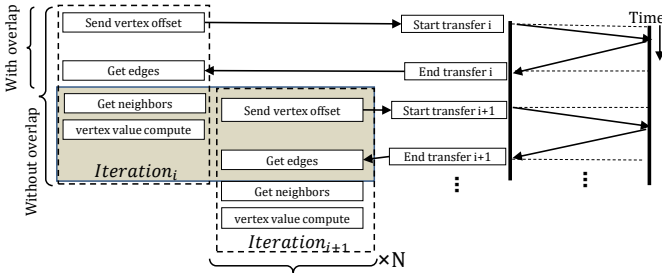 With overlap
Without overlap
Send vertex offset
Get edges
Get neighbors
vertex value compute
Iteration_i
Send vertex offset
Get edges
Get neighbors
vertex value compute
Iteration_{i+1}
×N
Start transfer i
End transfer i
Start transfer i+1
End transfer i+1
Time